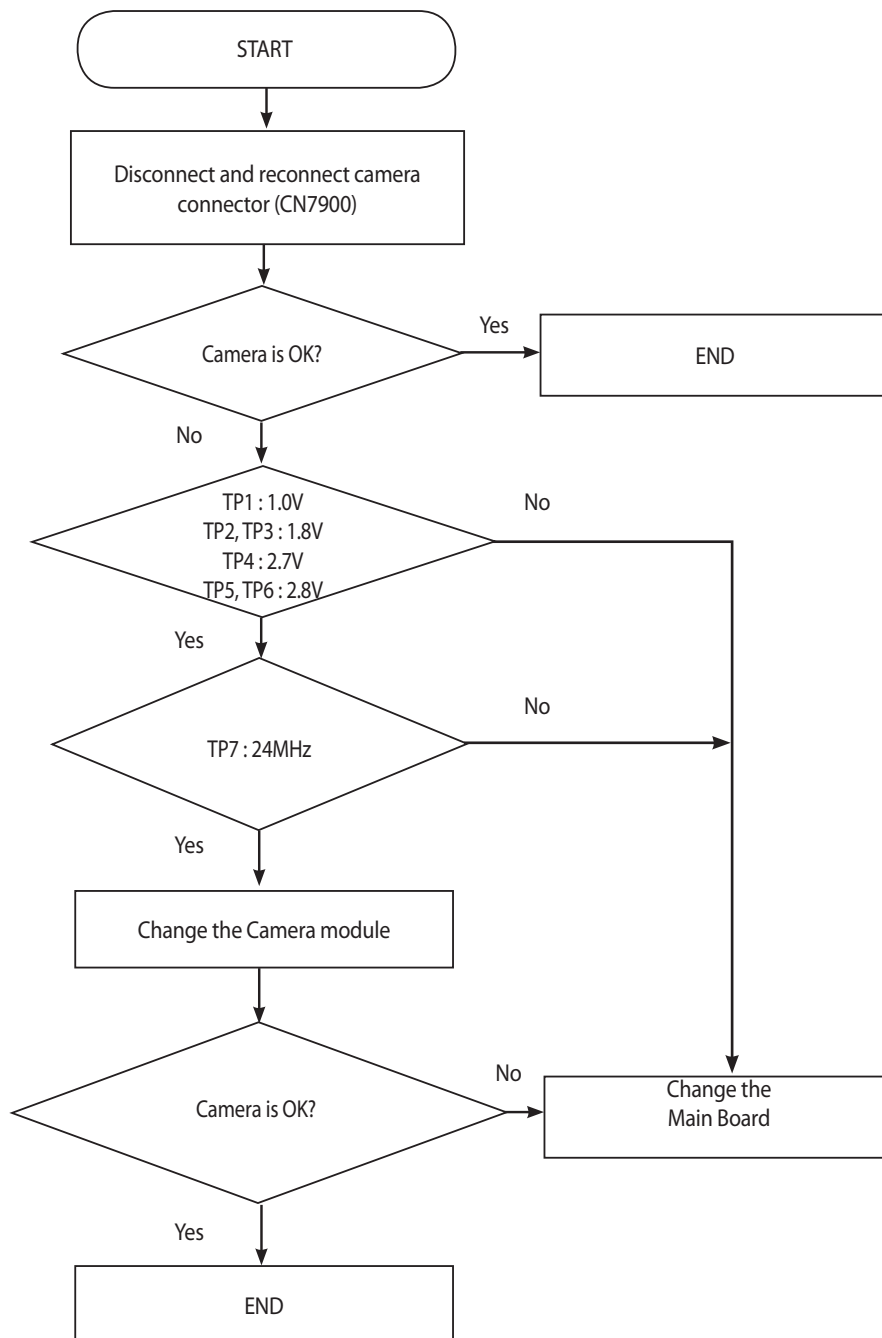 START
Disconnect and reconnect camera
connector (CN7900)
Camera is OK?
Yes
END
No
TP1 : 1.0V
TP2, TP3 : 1.8V
TP4 : 2.7V
TP5, TP6 : 2.8V
No
Yes
TP7 : 24MHz
No
Yes
Change the Camera module
Camera is OK?
No
Change the
Main Board
Yes
END